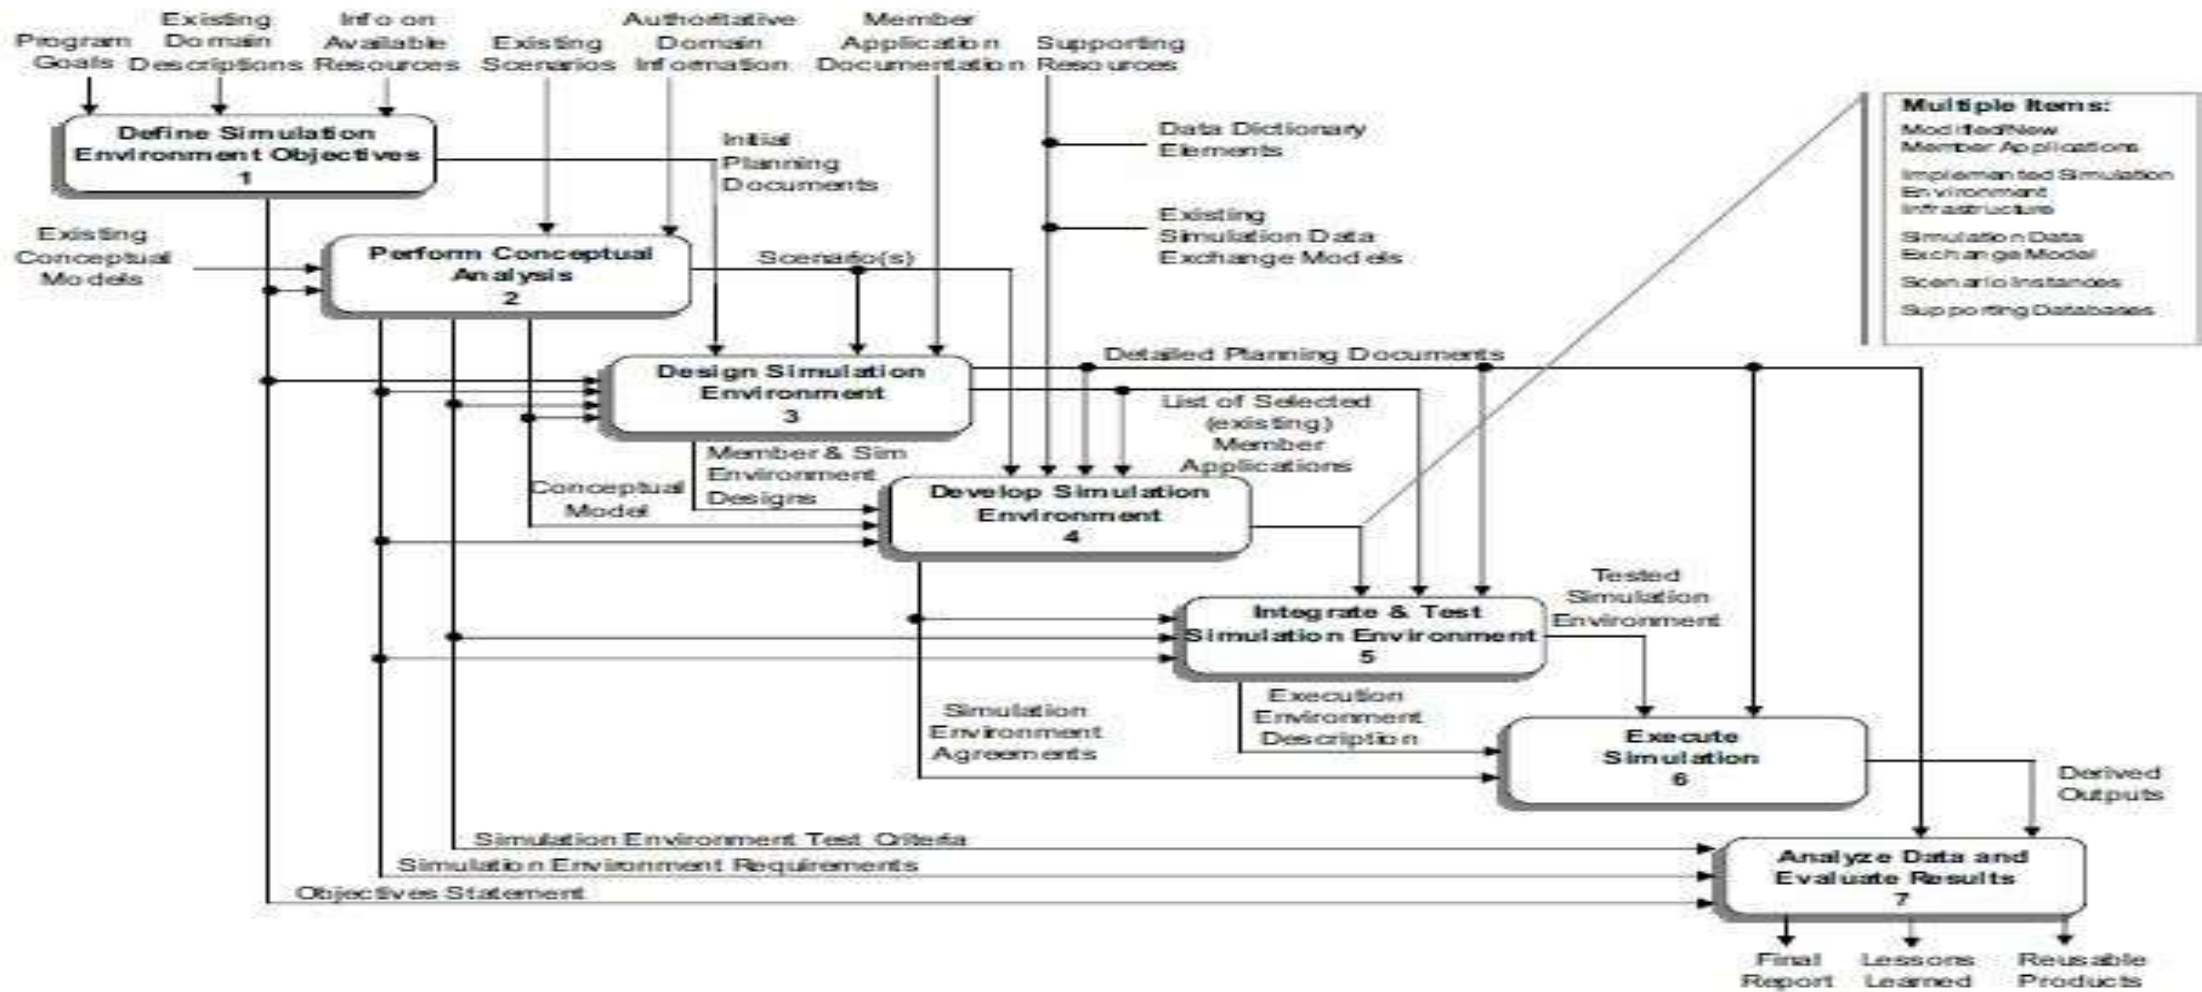 Program
Goals
Existing
Domain
Descriptions
Info on
Available
Resources
Existing
Scenarios
Authoritative
Domain
Information
Member
Application
Documentation
Supporting
Resources
Define Simulation
Environment Objectives
1
Initial
Planning
Documents
Data Dictionary
Elements
Existing
Simulation Data
Exchange Models
Multiple Items:
Modified/New
Member Applications
Implemented Simulation
Environment
Infrastructure
Simulation Data
Exchange Model
Scenario Instances
Supporting Databases
Existing
Conceptual
Models
Perform Conceptual
Analysis
2
Scenario(s)
Design Simulation
Environment
3
Detailed Planning Documents
List of Selected
(existing)
Member
Applications
Member & Sim
Environment
Designs
Conceptual
Model
Develop Simulation
Environment
4
Integrate & Test
Simulation Environment
5
Tested
Simulation
Environment
Simulation
Environment
Agreements
Execution
Environment
Description
Execute
Simulation
6
Derived
Outputs
Simulation Environment Test Criteria
Simulation Environment Requirements
Objectives Statement
Analyze Data and
Evaluate Results
7
Final
Report
Lessons
Learned
Reusable
Products